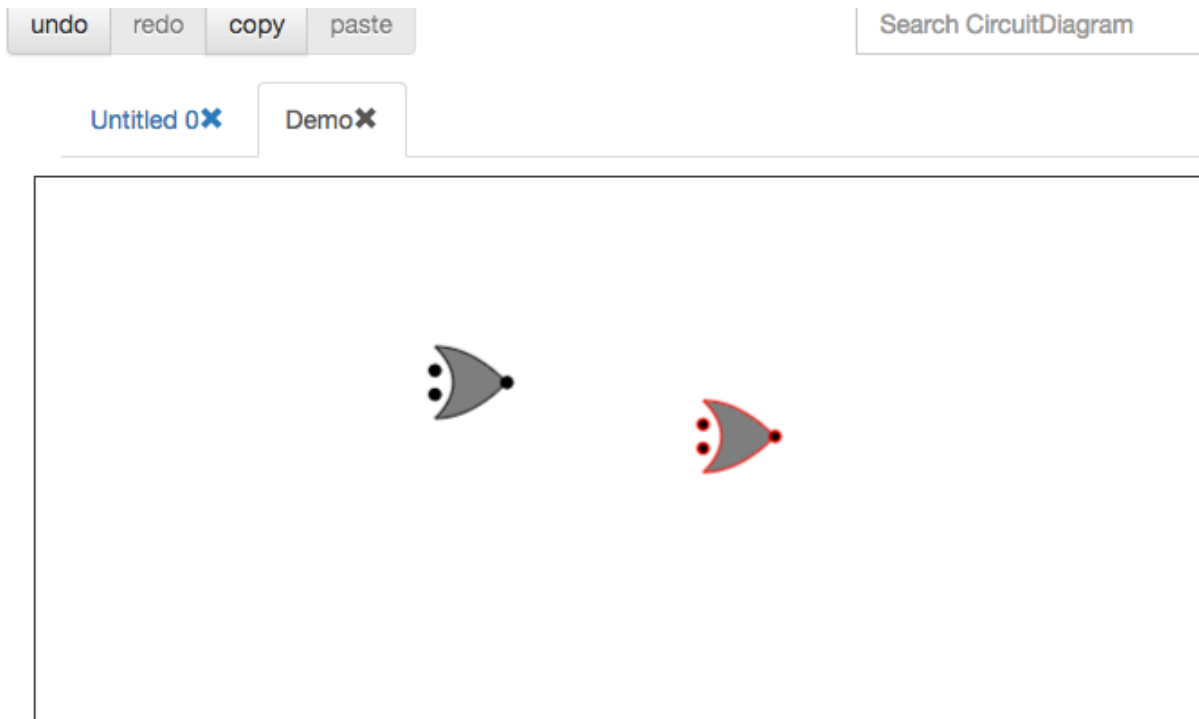 undo redo copy paste Search CircuitDiagram
Untitled 0✖ Demo✖